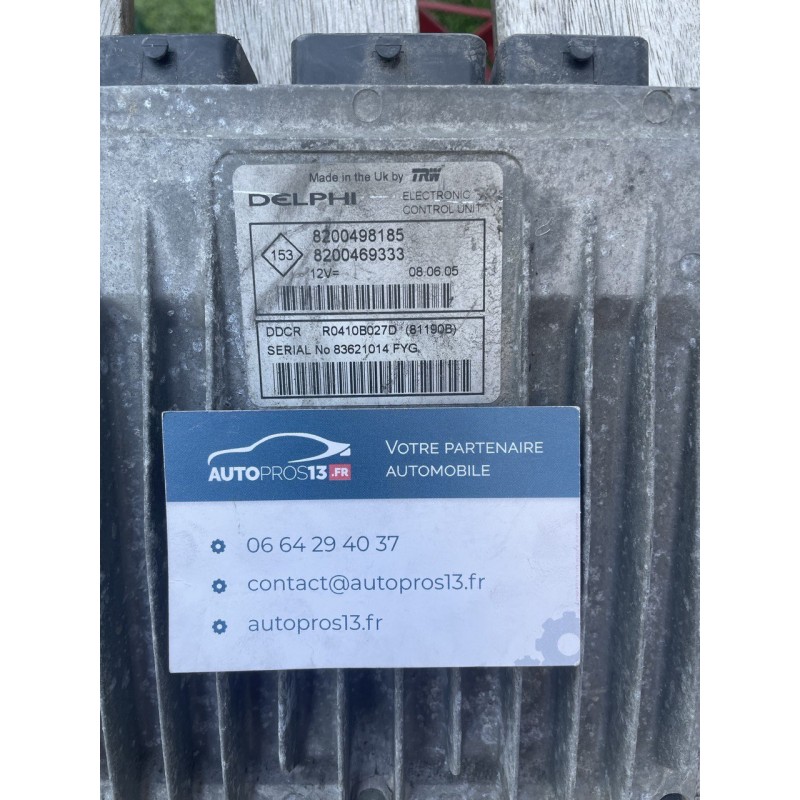 Made in the Uk by TRW
DELPHI ELECTRONIC
CONTROL UNIT
8200498185
153 8200469333
12V= 08.06.05
DDCR R0410B027D (81190B)
SERIAL No 83621014 FYG
AUTOPROS13.FR
VOTRE PARTENAIRE
AUTOMOBILE
06 64 29 40 37
contact@autopros13.fr
autopros13.fr